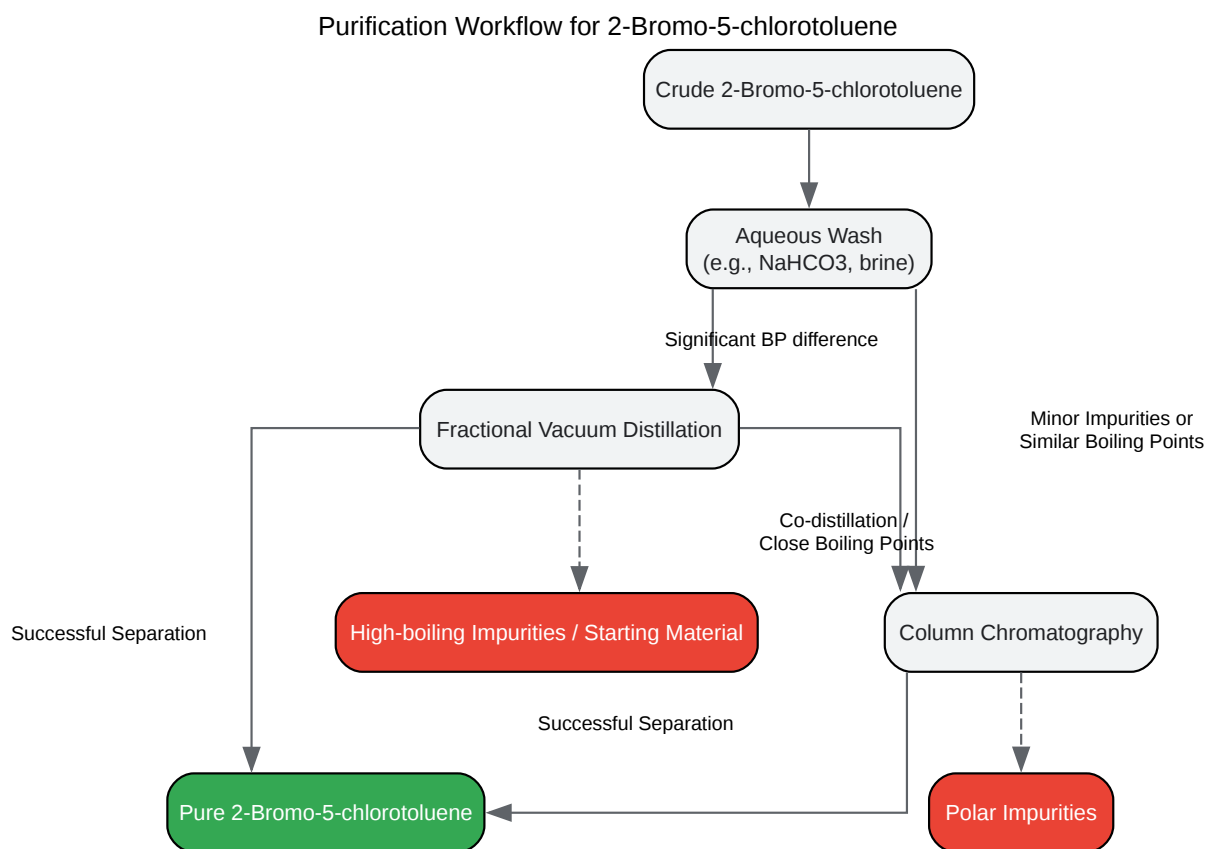 Purification Workflow for 2-Bromo-5-chlorotoluene
Crude 2-Bromo-5-chlorotoluene
Aqueous Wash
(e.g., NaHCO3, brine)
Significant BP difference
Fractional Vacuum Distillation
Minor Impurities or
Similar Boiling Points
Co-distillation /
Close Boiling Points
High-boiling Impurities / Starting Material
Column Chromatography
Successful Separation
Successful Separation
Pure 2-Bromo-5-chlorotoluene
Polar Impurities